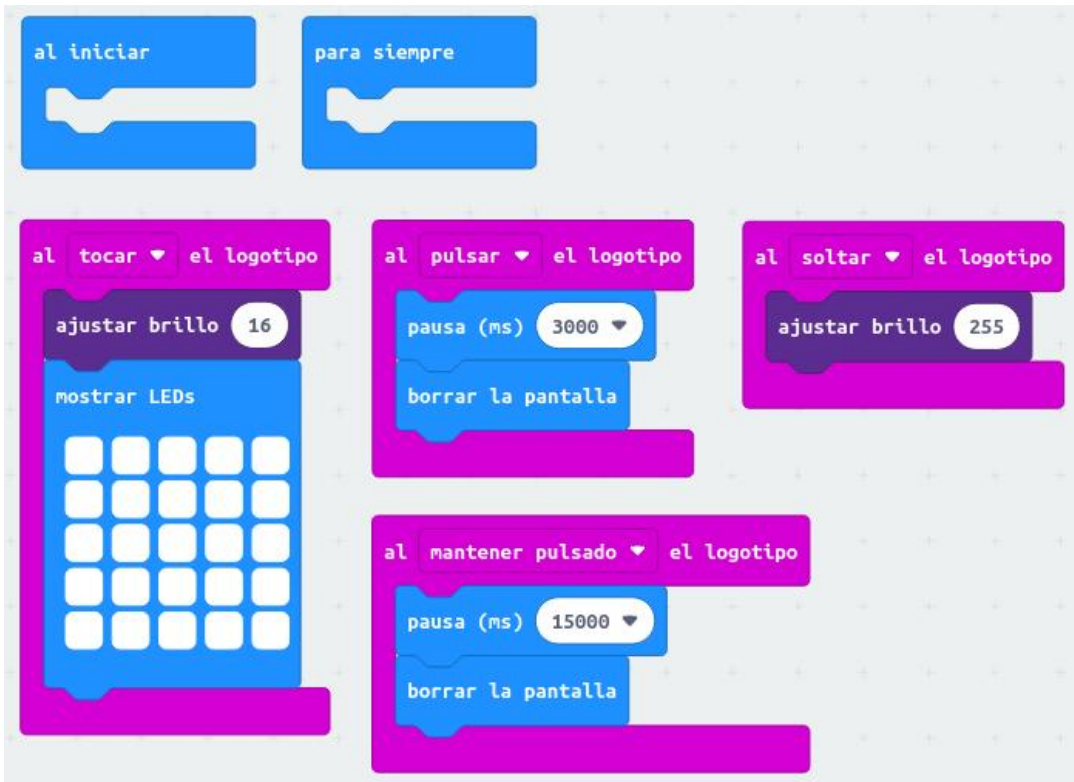 al iniciar
para siempre
al tocar el logotipo
ajustar brillo 16
mostrar LEDs
al pulsar el logotipo
pausa (ms) 3000
borrar la pantalla
al soltar el logotipo
ajustar brillo 255
al mantener pulsado el logotipo
pausa (ms) 15000
borrar la pantalla